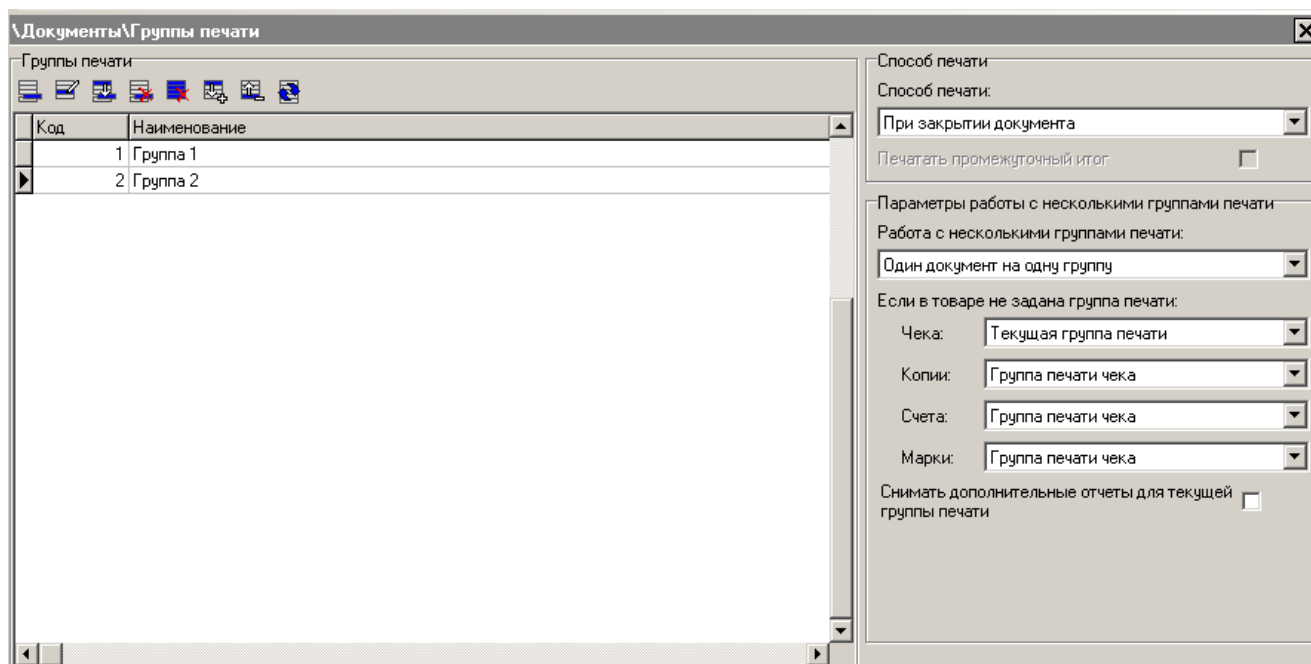 \Документы\Группы печати
Группы печати
Код Наименование
1 Группа 1
2 Группа 2
Способ печати
Способ печати:
При закрытии документа
Печатать промежуточный итог
Параметры работы с несколькими группами печати
Работа с несколькими группами печати:
Один документ на одну группу
Если в товаре не задана группа печати:
Чека: Текущая группа печати
Копии: Группа печати чека
Счета: Группа печати чека
Марки: Группа печати чека
Снимать дополнительные отчеты для текущей
группы печати